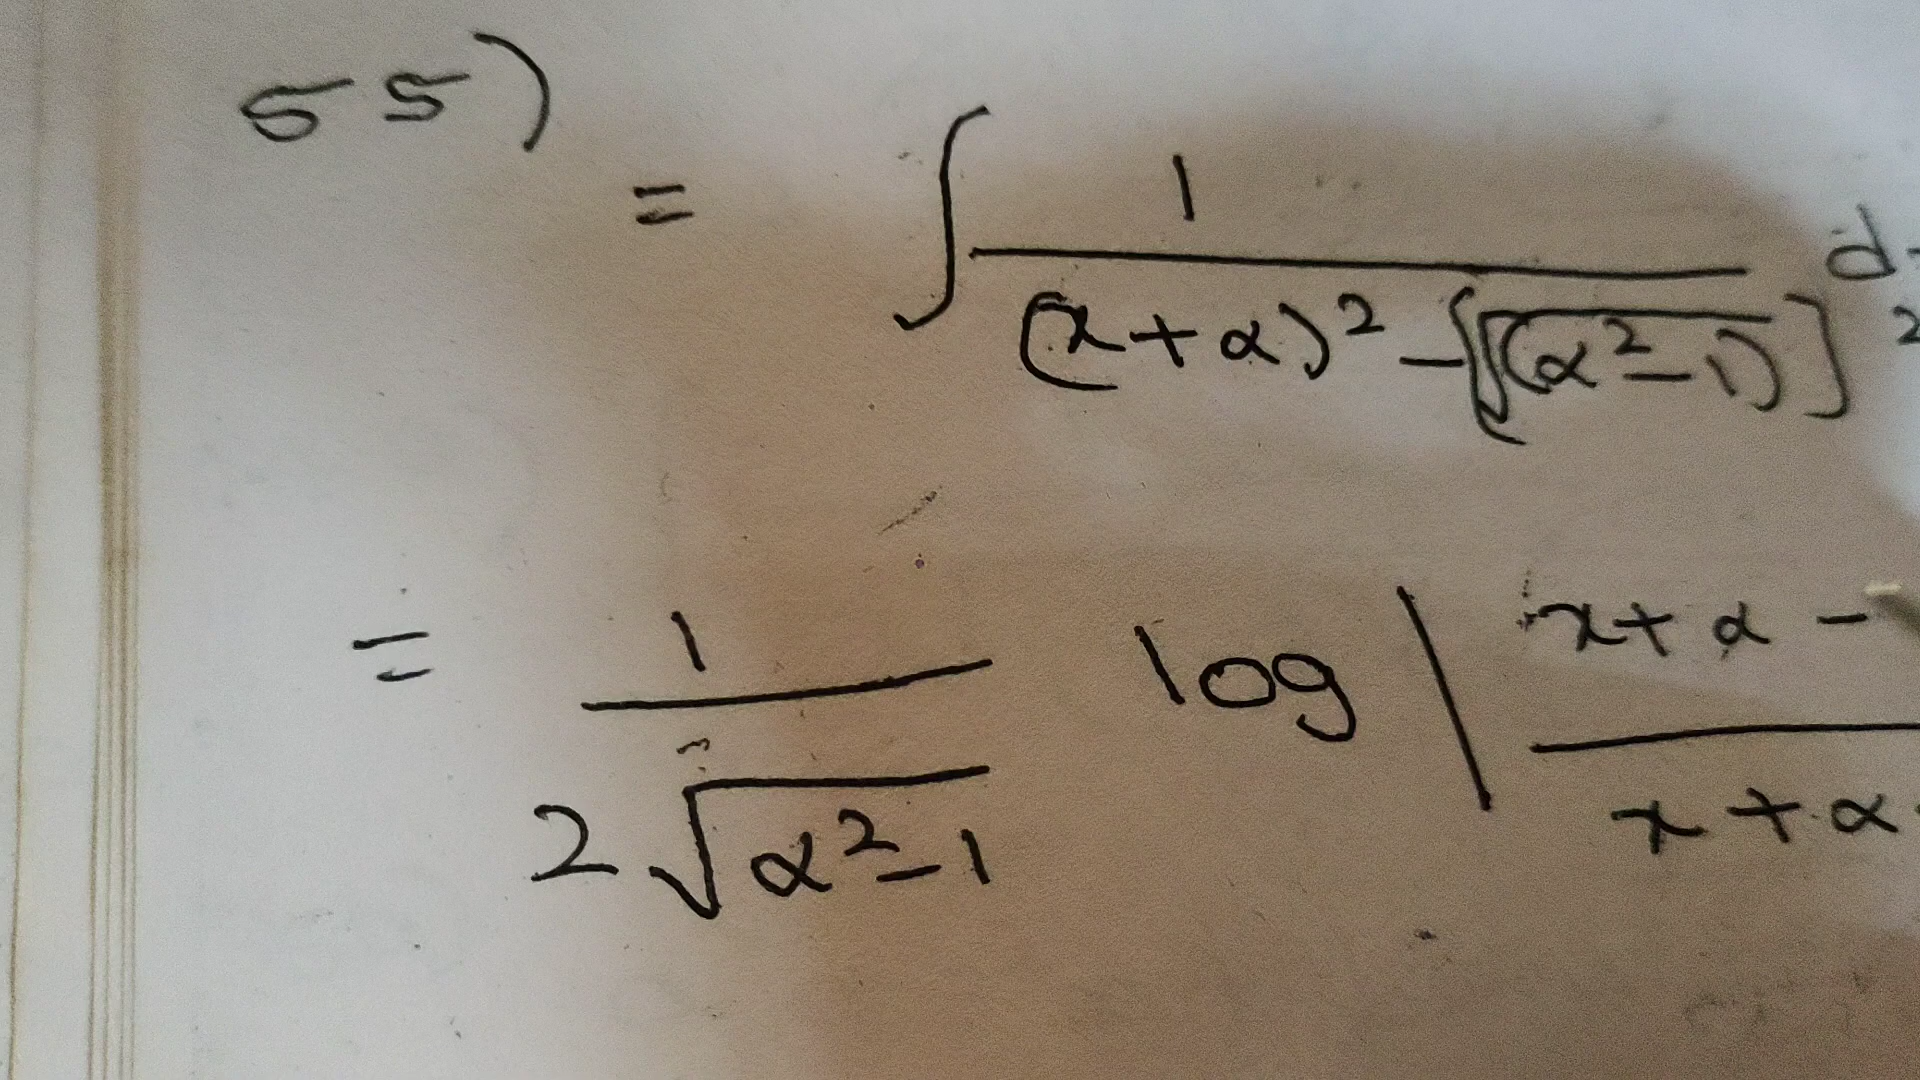 55)
= ∫ 1 / (x+α)² - [√(α²-1)]² d
= 1 / 2√α²-1 log | x+α - / x+α